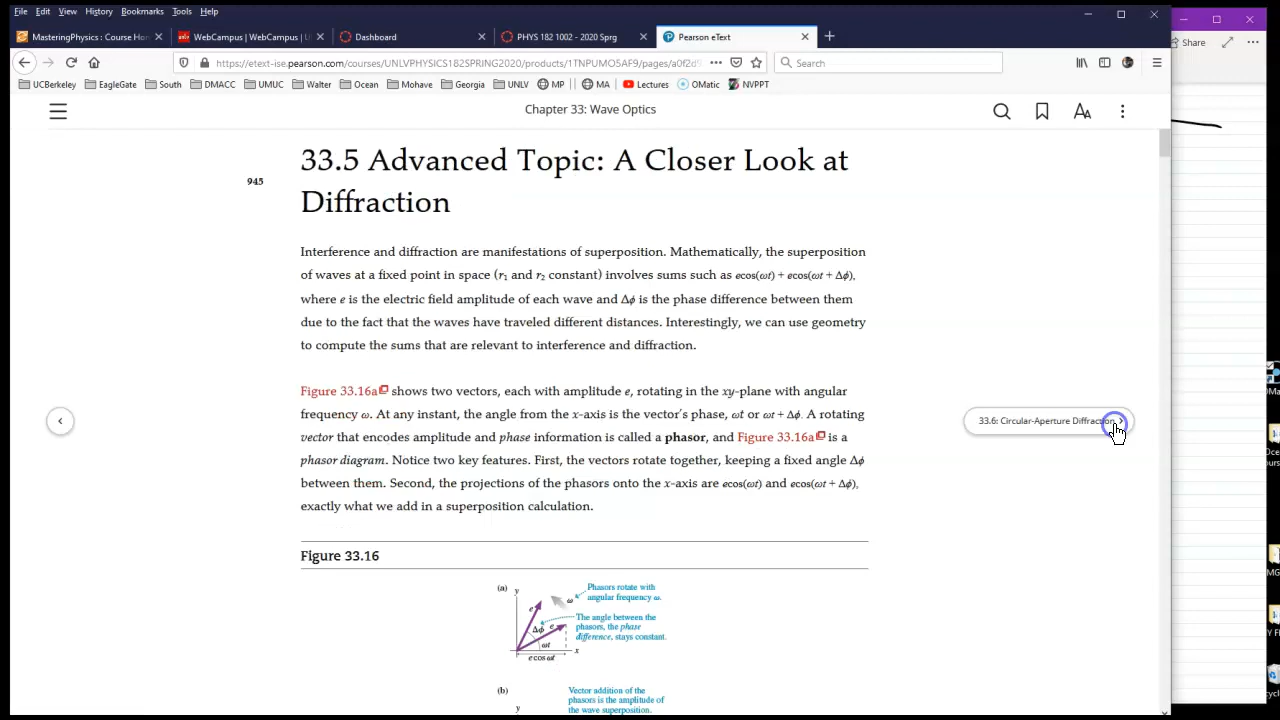 File Edit View History Bookmarks Tools Help
MasteringPhysics : Course Hom
WebCampus | WebCampus | U
Dashboard
PHYS 182 1002 - 2020 Sprg
Pearson eText
https://etext-ise.pearson.com/courses/UNLVPHYSICS182SPRING2020/products/1TNPUMO5AF9/pages/a0f2d9
Search
Share
UCBerkeley EagleGate South DMACC UMUC Walter Ocean Mohave Georgia UNLV MP MA Lectures OMatic NVPPT
Chapter 33: Wave Optics
945
33.5 Advanced Topic: A Closer Look at
Diffraction
Interference and diffraction are manifestations of superposition. Mathematically, the superposition
of waves at a fixed point in space (r₁ and r₂ constant) involves sums such as ecos(ωt) + ecos(ωt + Δϕ),
where e is the electric field amplitude of each wave and Δϕ is the phase difference between them
due to the fact that the waves have traveled different distances. Interestingly, we can use geometry
to compute the sums that are relevant to interference and diffraction.
Figure 33.16a shows two vectors, each with amplitude e, rotating in the xy-plane with angular
frequency ω. At any instant, the angle from the x-axis is the vector's phase, ωt or ωt + Δϕ. A rotating
vector that encodes amplitude and phase information is called a phasor, and Figure 33.16a is a
phasor diagram. Notice two key features. First, the vectors rotate together, keeping a fixed angle Δϕ
between them. Second, the projections of the phasors onto the x-axis are ecos(ωt) and ecos(ωt + Δϕ),
exactly what we add in a superposition calculation.
33.6: Circular-Aperture Diffraction
Figure 33.16
(a)
y
Phasors rotate with
angular frequency ω.
ω
e
The angle between the
phasors, the phase
difference, stays constant.
Δϕ
e
ωt
x
e cos ωt
(b)
y
Vector addition of the
phasors is the amplitude of
the wave superposition.